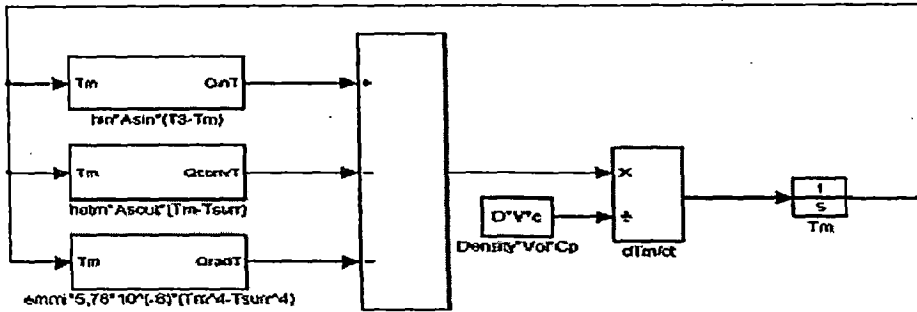 Tm QinT
hin*Asin*(T3-Tm)
Tm QconvT
hotm*Asout*(Tm-Tsurr)
Tm QradT
emmi*5,78*10^(-8)*(Tm^4-Tsurr^4)
+
−
−
D*V*c
Density*Vol*Cp
×
÷
dTm/dt
1
s
Tm